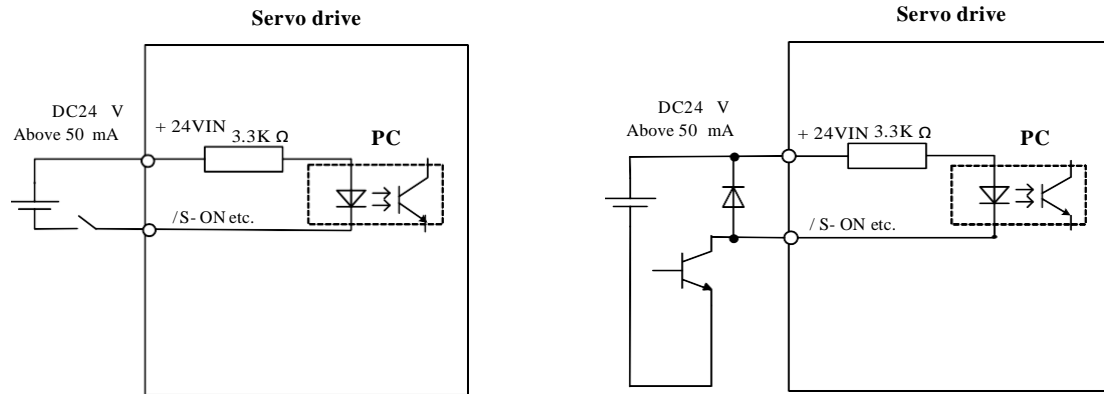 Servo drive
DC24 V
Above 50 mA
+ 24VIN
3.3K Ω
PC
/S- ON etc.
Servo drive
DC24 V
Above 50 mA
+ 24VIN 3.3K Ω
PC
/ S- ON etc.